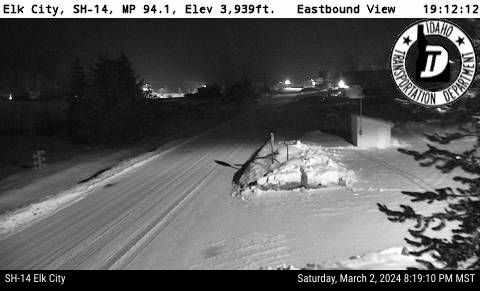 Elk City, SH-14, MP 94.1, Elev 3,939ft. Eastbound View 19:12:12
IDAHO
TRANSPORTATION DEPARTMENT
SH-14 Elk City Saturday, March 2, 2024 8:19:10 PM MST